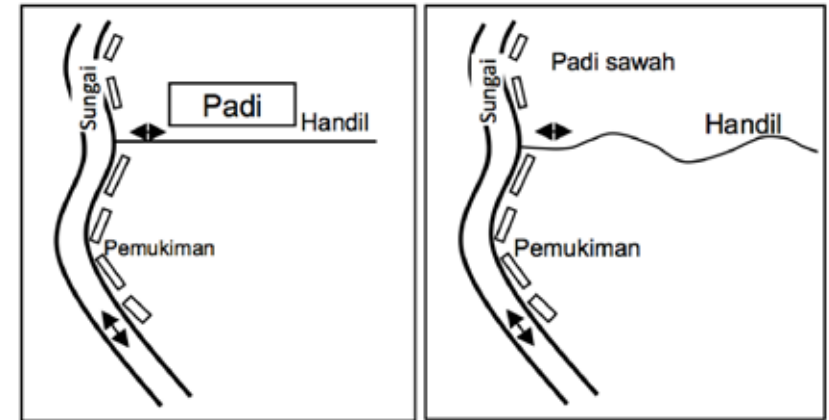 Sungai
Padi
Handil
Pemukiman
Sungai
Padi sawah
Handil
Pemukiman